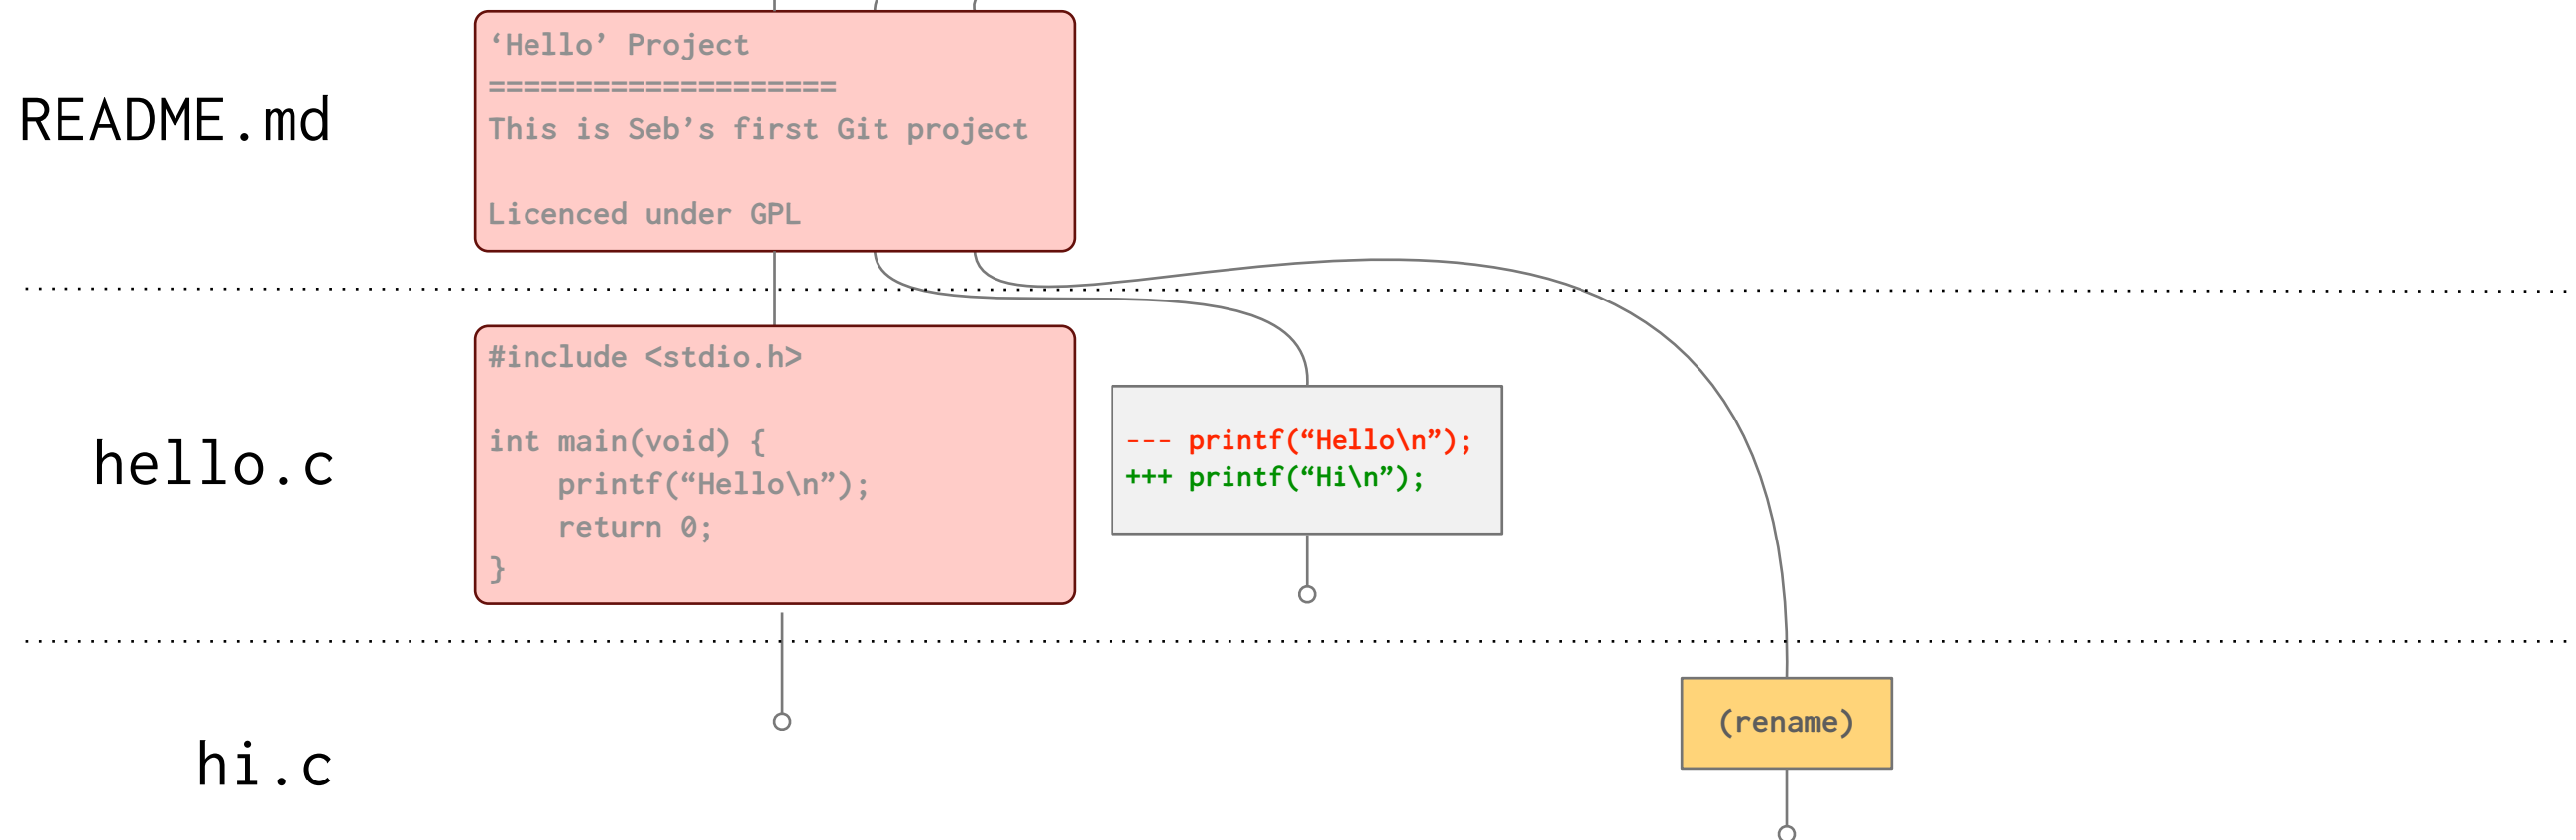 README.md
‘Hello’ Project
====================
This is Seb’s first Git project
Licenced under GPL
hello.c
#include <stdio.h>
int main(void) {
    printf(“Hello\n”);
    return 0;
}
--- printf(“Hello\n”);
+++ printf(“Hi\n”);
hi.c
(rename)